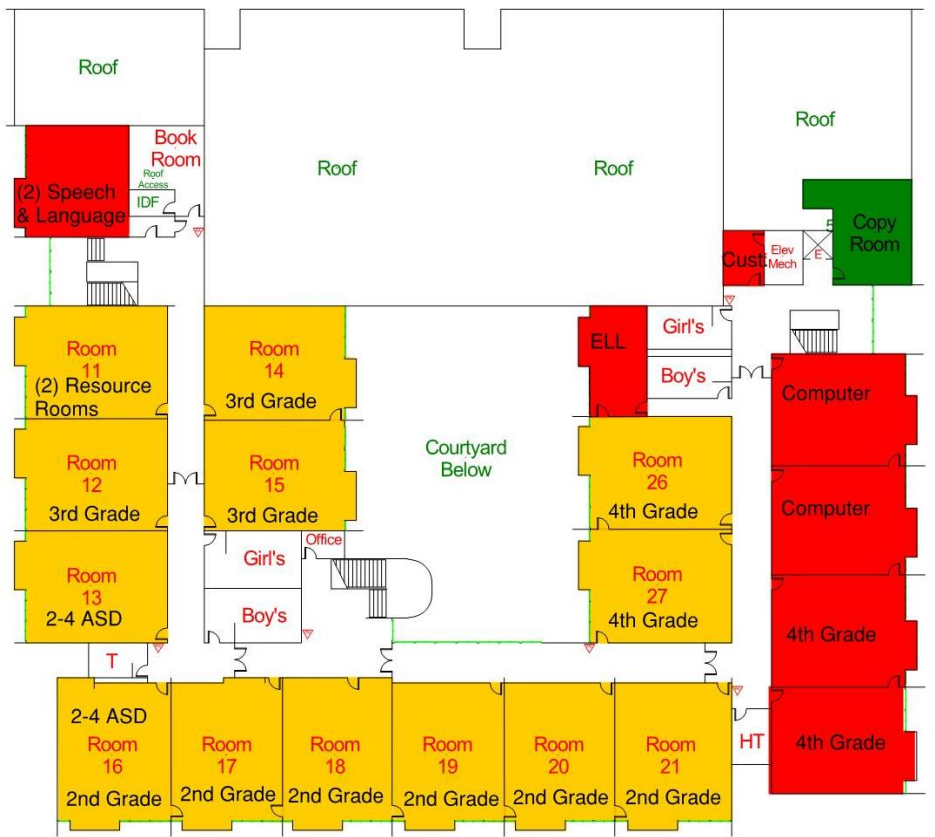 Roof
Book
Room
Roof
Access
IDF
(2) Speech
& Language
Roof
Roof
Roof
5
Copy
Room
Cust.
Elev
Mech
E
Room
11
(2) Resource
Rooms
Room
14
3rd Grade
ELL
Girl's
Boy's
Computer
Room
12
3rd Grade
Room
15
3rd Grade
Courtyard
Below
Room
26
4th Grade
Computer
Room
13
2-4 ASD
Girl's
Office
Boy's
Room
27
4th Grade
4th Grade
T
2-4 ASD
Room
16
2nd Grade
Room
17
2nd Grade
Room
18
2nd Grade
Room
19
2nd Grade
Room
20
2nd Grade
Room
21
2nd Grade
HT
4th Grade